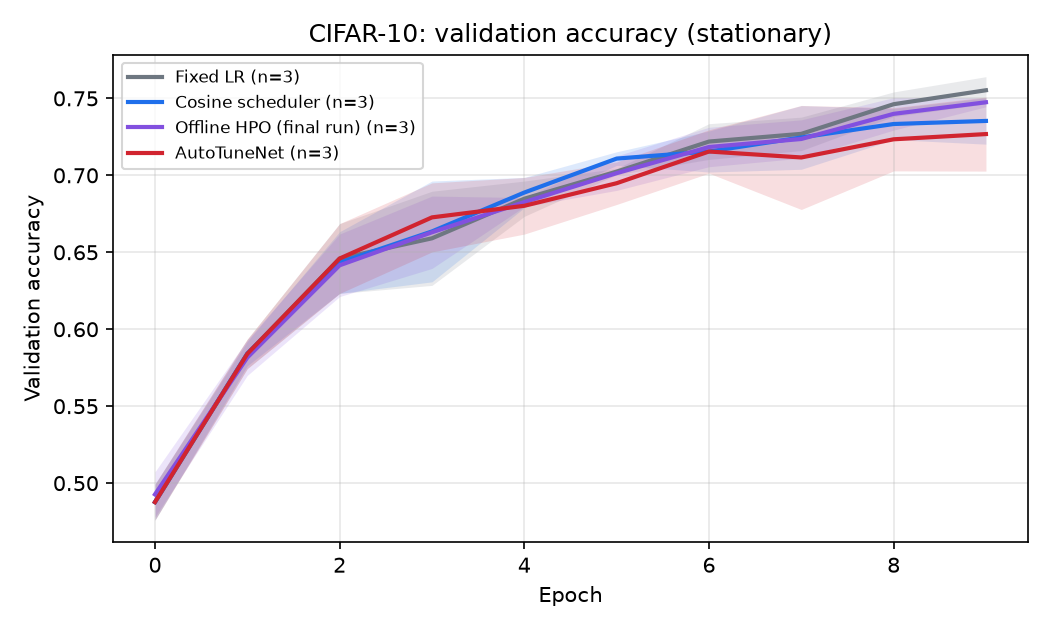 CIFAR-10: validation accuracy (stationary)
Fixed LR (n=3)
Cosine scheduler (n=3)
Offline HPO (final run) (n=3)
AutoTuneNet (n=3)
Validation accuracy
0.75
0.70
0.65
0.60
0.55
0.50
0 2 4 6 8
Epoch